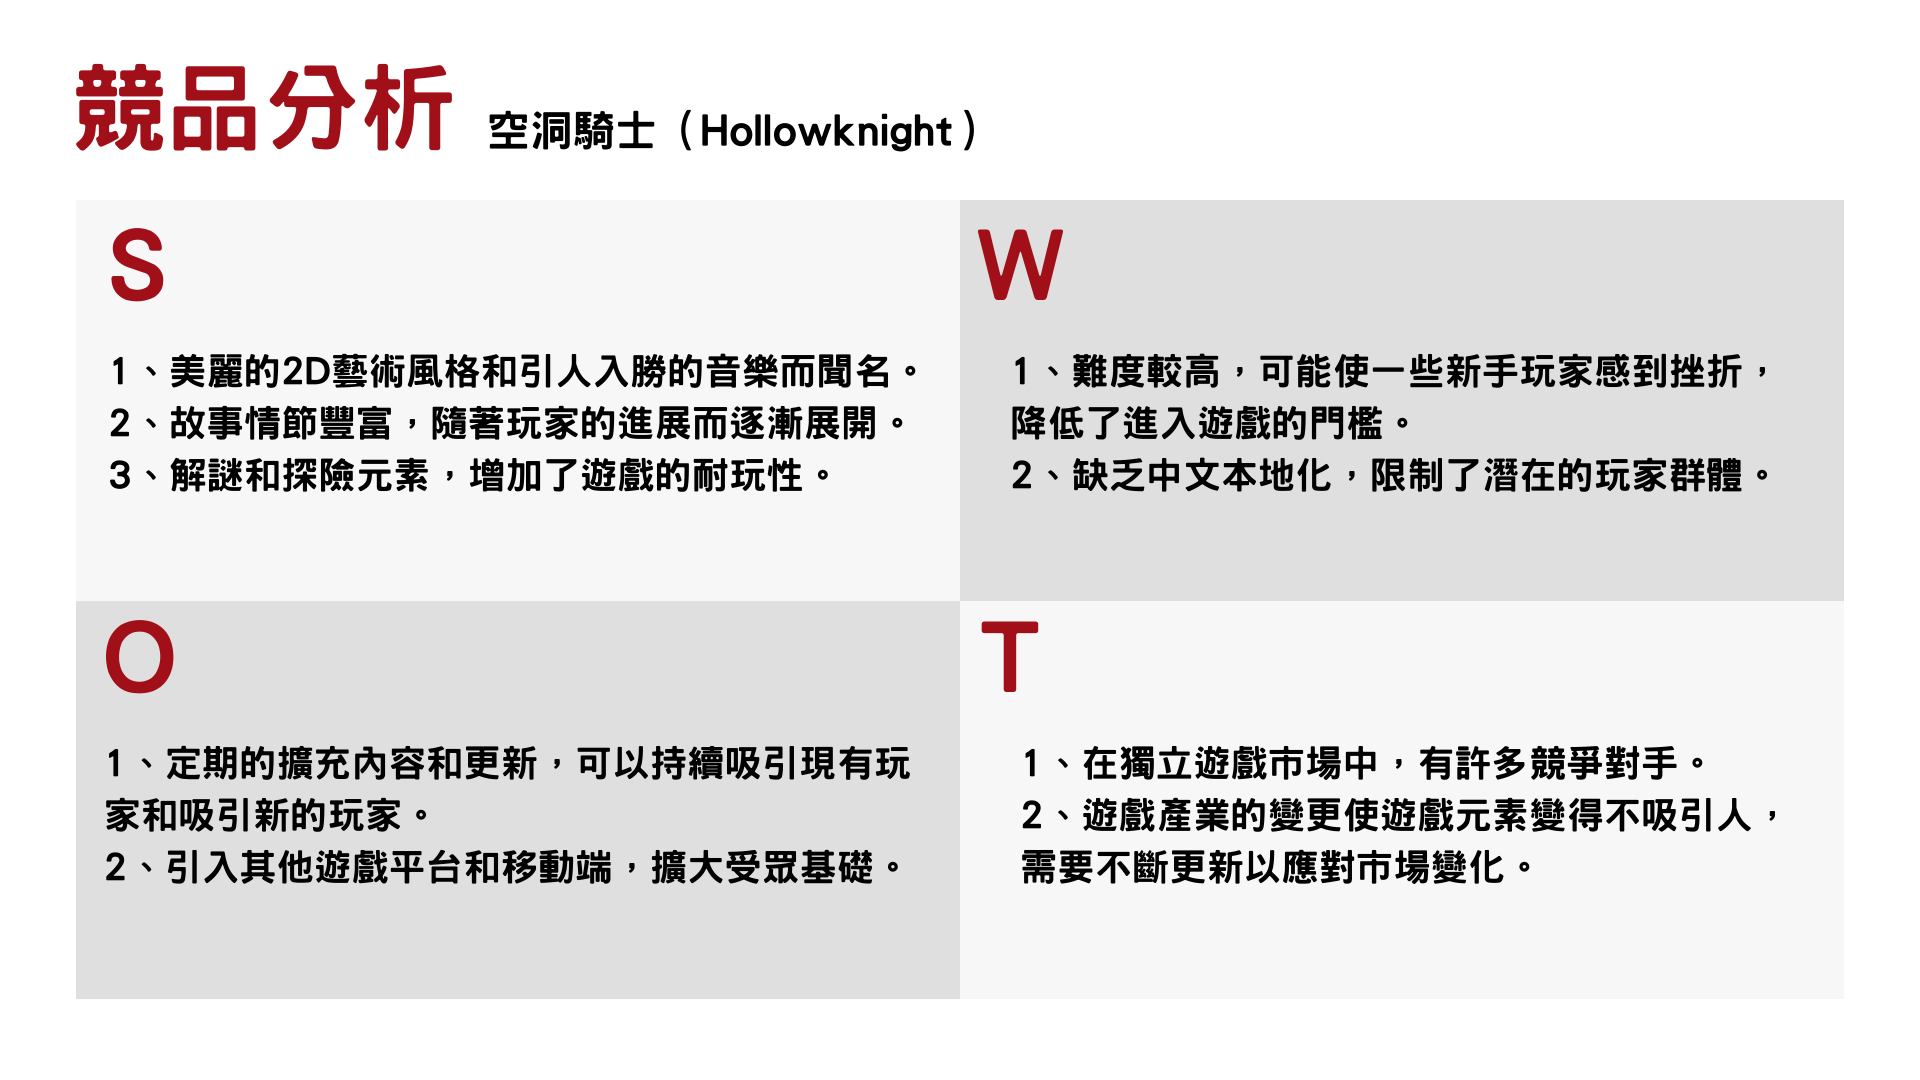 競品分析 空洞騎士（Hollowknight）
S
1、美麗的2D藝術風格和引人入勝的音樂而聞名。
2、故事情節豐富，隨著玩家的進展而逐漸展開。
3、解謎和探險元素，增加了遊戲的耐玩性。
W
1、難度較高，可能使一些新手玩家感到挫折，
降低了進入遊戲的門檻。
2、缺乏中文本地化，限制了潛在的玩家群體。
O
1、定期的擴充內容和更新，可以持續吸引現有玩
家和吸引新的玩家。
2、引入其他遊戲平台和移動端，擴大受眾基礎。
T
1、在獨立遊戲市場中，有許多競爭對手。
2、遊戲產業的變更使遊戲元素變得不吸引人，
需要不斷更新以應對市場變化。